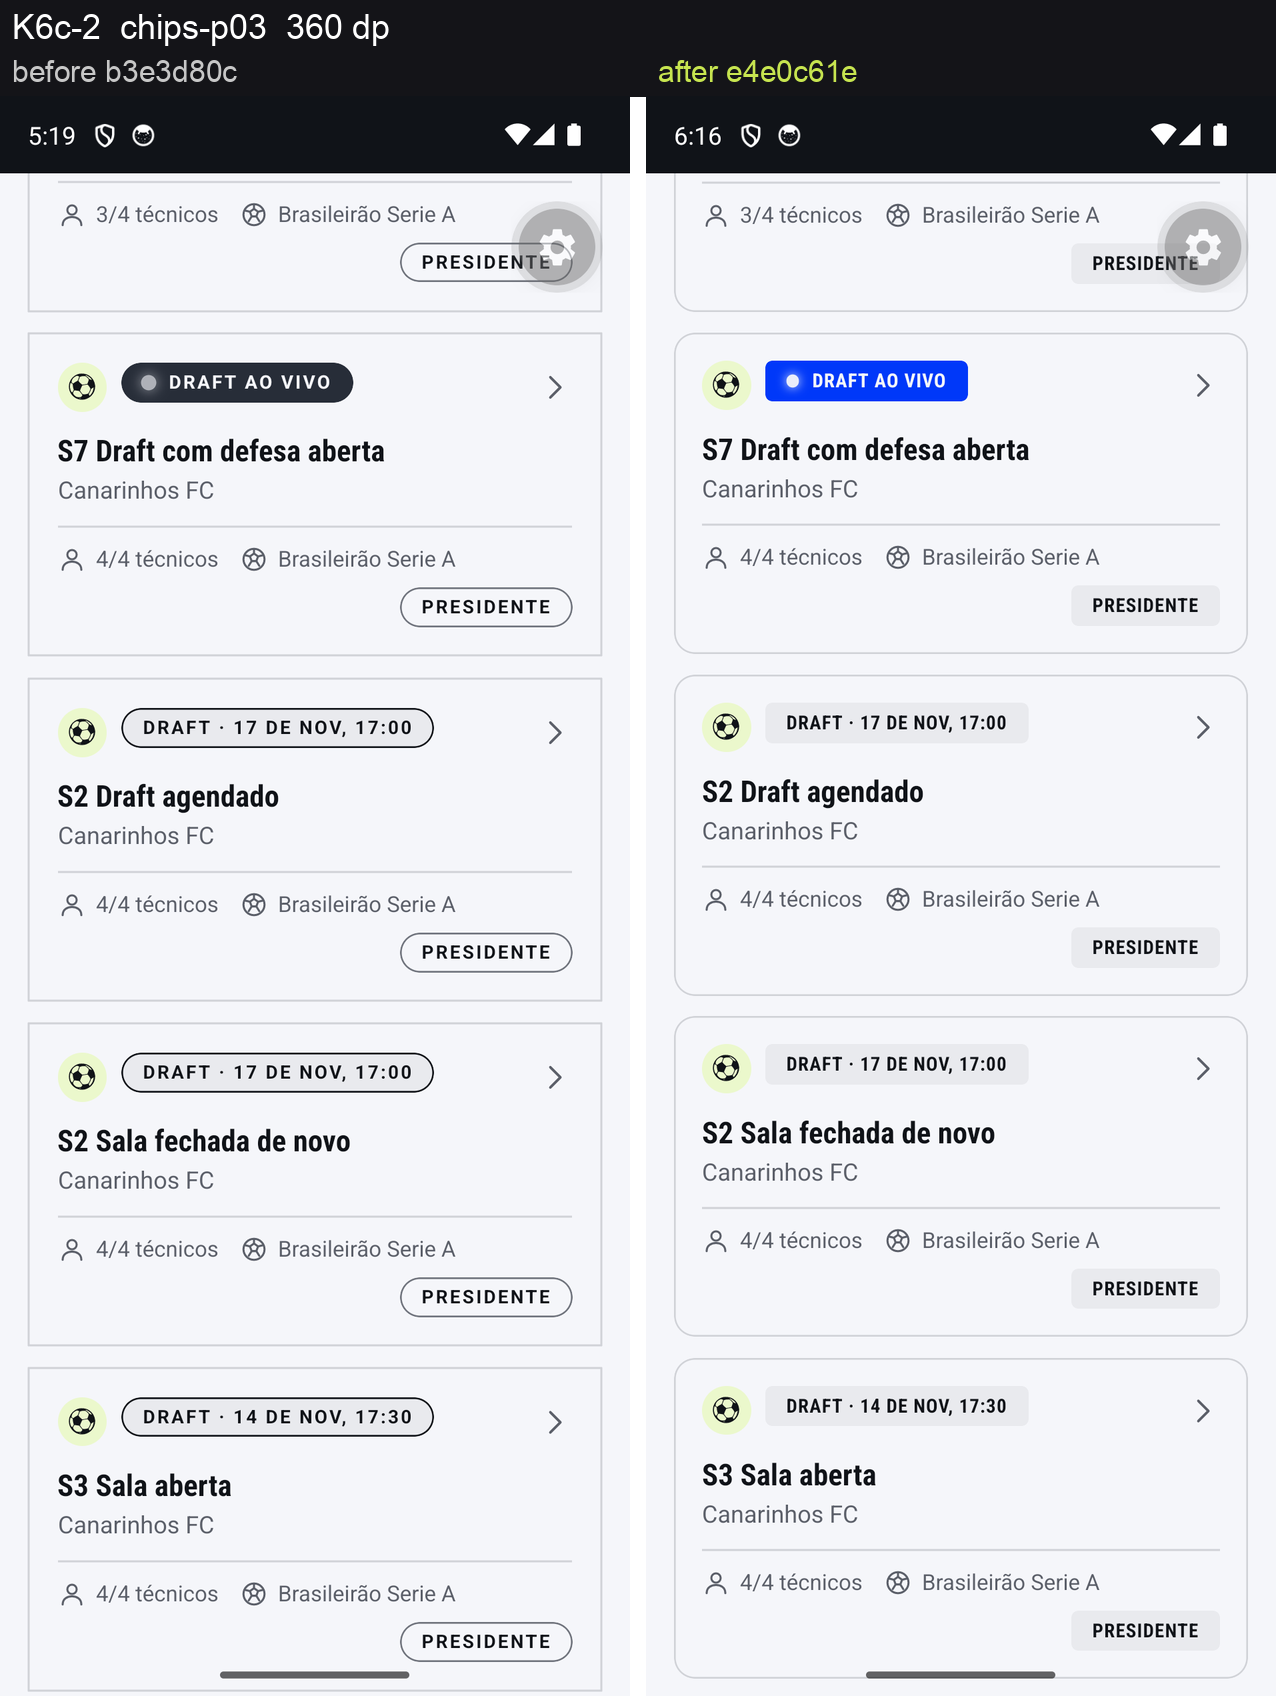 K6c-2 chips-p03 360 dp
before b3e3d80c
after e4e0c61e
5:19
3/4 técnicos Brasileirão Serie A
PRESIDENTE
DRAFT AO VIVO
S7 Draft com defesa aberta
Canarinhos FC
4/4 técnicos Brasileirão Serie A
PRESIDENTE
DRAFT · 17 DE NOV, 17:00
S2 Draft agendado
Canarinhos FC
4/4 técnicos Brasileirão Serie A
PRESIDENTE
DRAFT · 17 DE NOV, 17:00
S2 Sala fechada de novo
Canarinhos FC
4/4 técnicos Brasileirão Serie A
PRESIDENTE
DRAFT · 14 DE NOV, 17:30
S3 Sala aberta
Canarinhos FC
4/4 técnicos Brasileirão Serie A
PRESIDENTE
6:16
3/4 técnicos Brasileirão Serie A
PRESIDENTE
DRAFT AO VIVO
S7 Draft com defesa aberta
Canarinhos FC
4/4 técnicos Brasileirão Serie A
PRESIDENTE
DRAFT · 17 DE NOV, 17:00
S2 Draft agendado
Canarinhos FC
4/4 técnicos Brasileirão Serie A
PRESIDENTE
DRAFT · 17 DE NOV, 17:00
S2 Sala fechada de novo
Canarinhos FC
4/4 técnicos Brasileirão Serie A
PRESIDENTE
DRAFT · 14 DE NOV, 17:30
S3 Sala aberta
Canarinhos FC
4/4 técnicos Brasileirão Serie A
PRESIDENTE